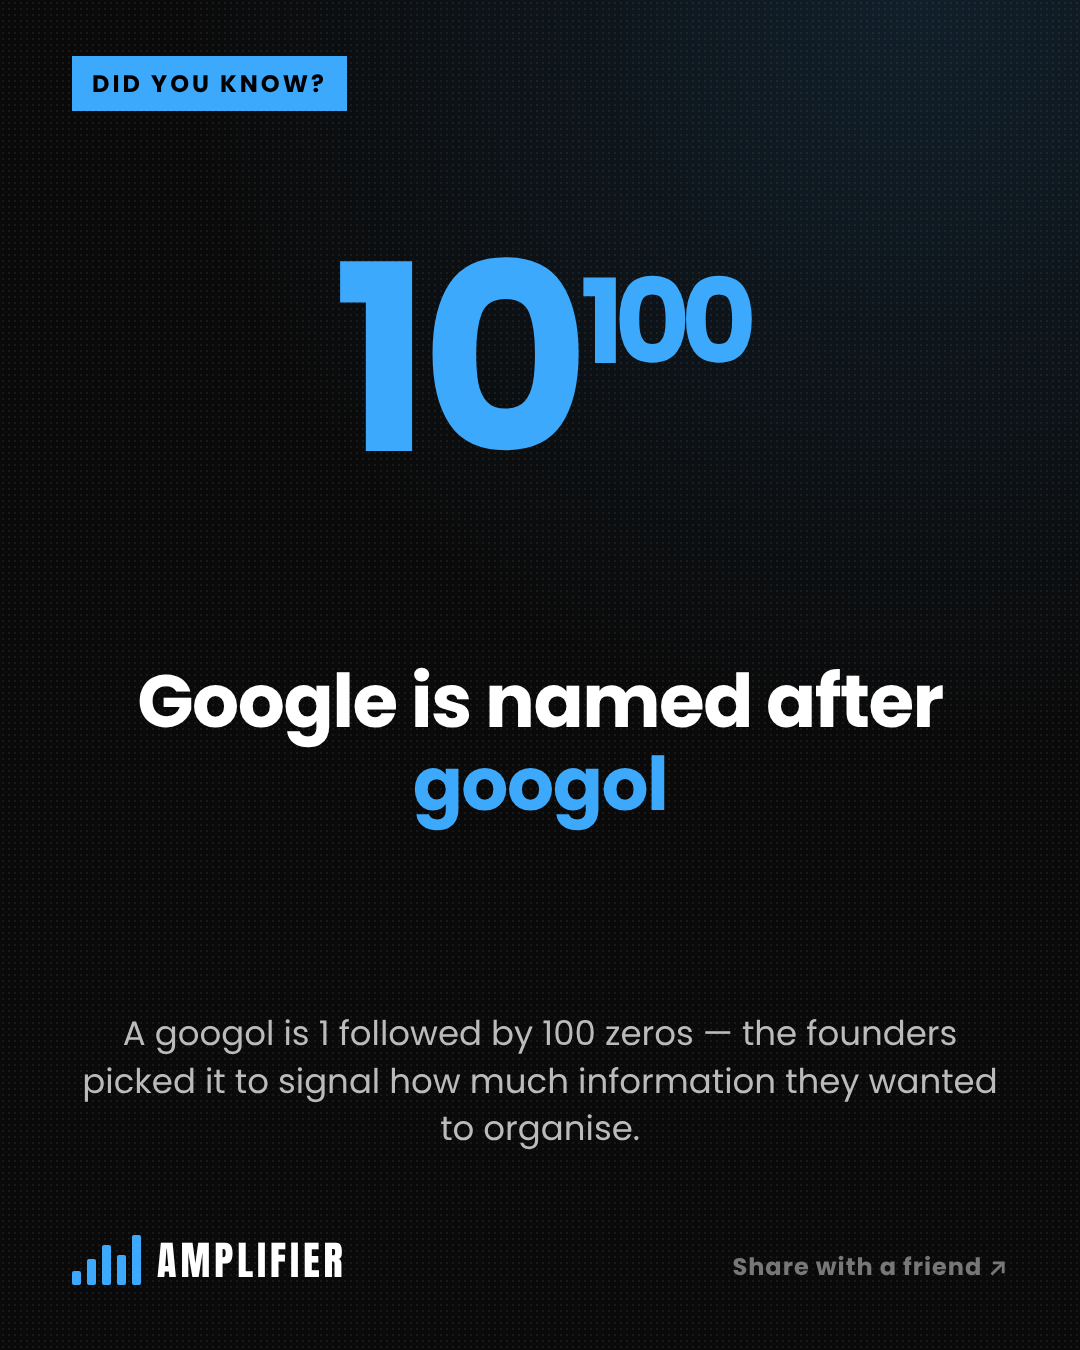 DID YOU KNOW?
10¹⁰⁰
Google is named after
googol
A googol is 1 followed by 100 zeros — the founders
picked it to signal how much information they wanted
to organise.
AMPLIFIER
Share with a friend ↗